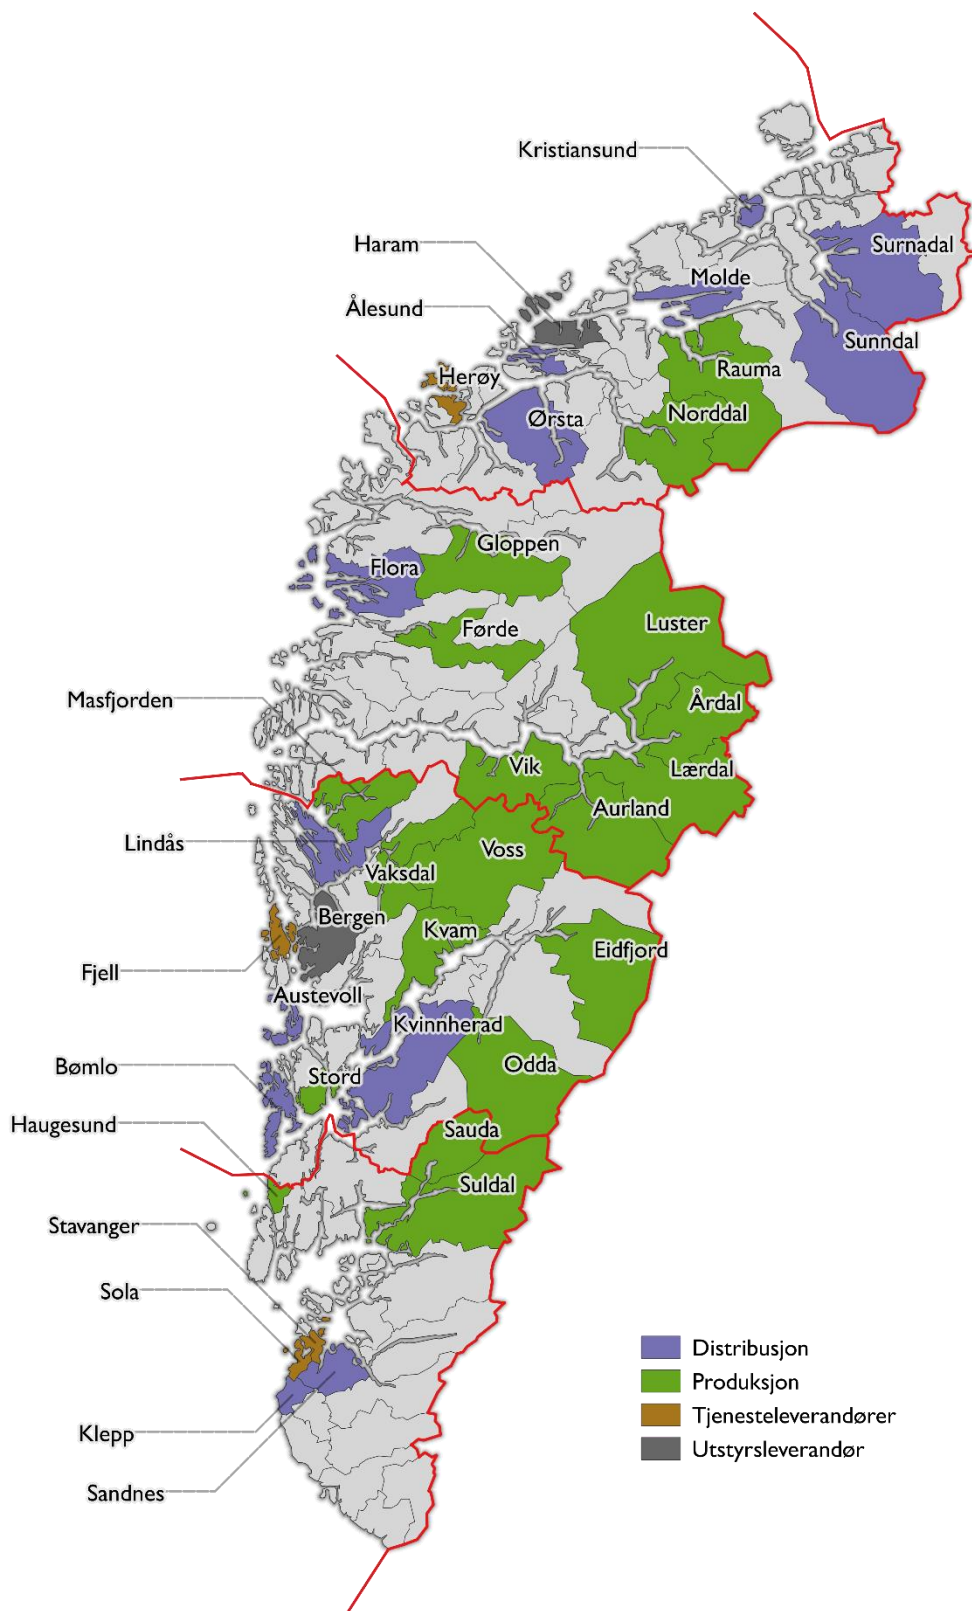 Kristiansund
Surnadal
Haram
Molde
Ålesund
Sunndal
Rauma
Herøy
Norddal
Ørsta
Gloppen
Flora
Luster
Førde
Masfjorden
Årdal
Vik
Lærdal
Aurland
Lindås
Voss
Vaksdal
Bergen
Kvam
Eidfjord
Fjell
Austevoll
Kvinnherad
Bømlo
Odda
Stord
Haugesund
Sauda
Suldal
Stavanger
Sola
Klepp
Sandnes
Distribusjon
Produksjon
Tjenesteleverandører
Utstyrsleverandør